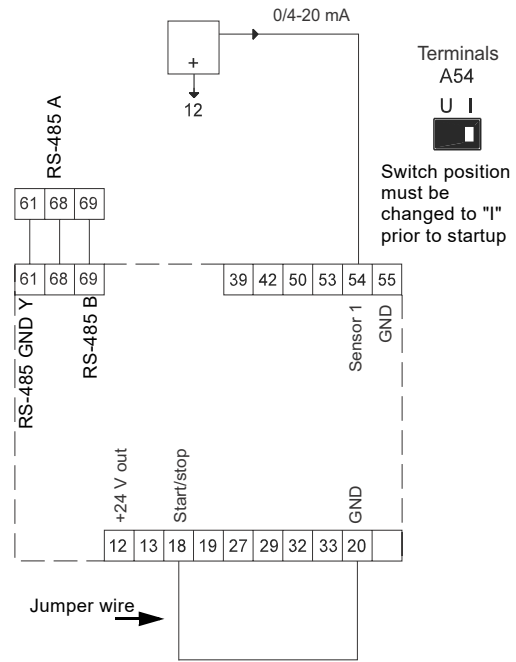 0/4-20 mA
+
12
Terminals
A54
U I
Switch position
must be
changed to "I"
prior to startup
RS-485 A
61 68 69
61 68 69
39 42 50 53 54 55
RS-485 GND Y
RS-485 B
Sensor 1
GND
+24 V out
Start/stop
GND
12 13 18 19 27 29 32 33 20
Jumper wire